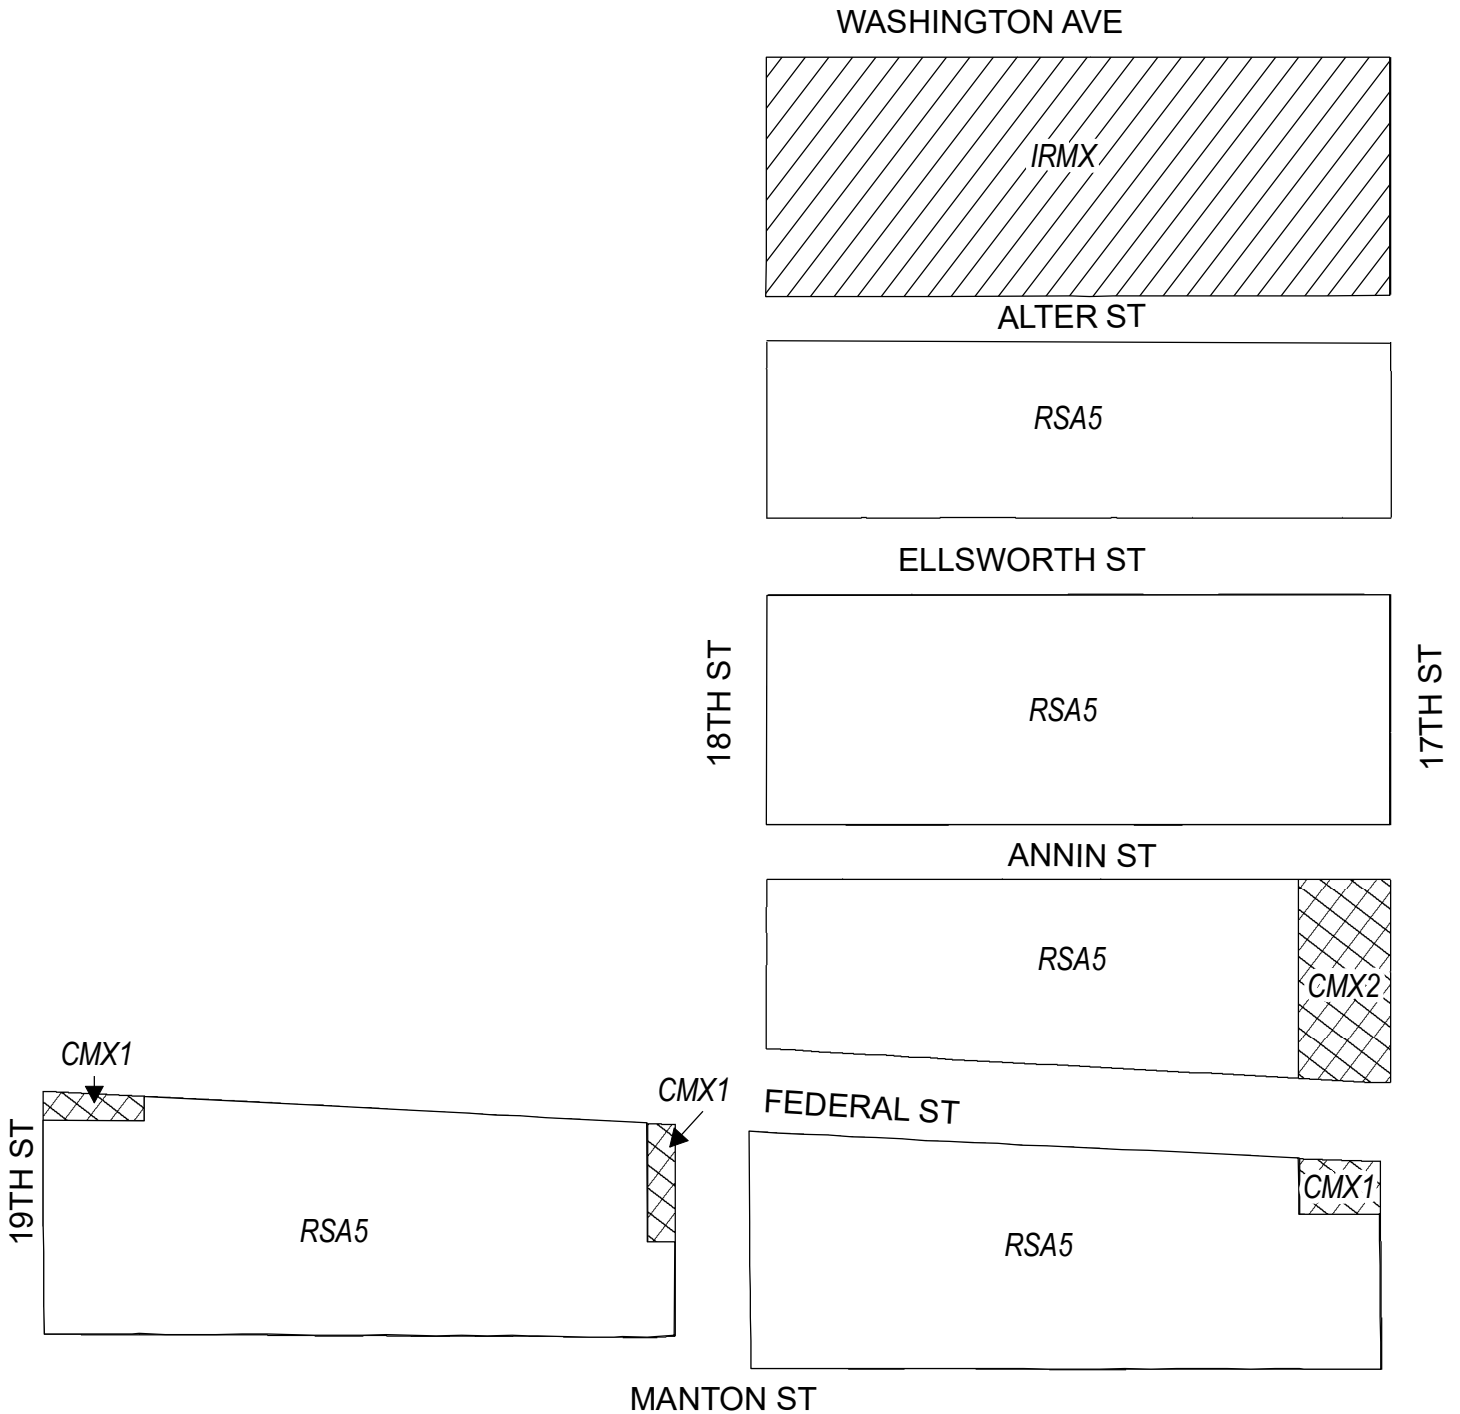 WASHINGTON AVE
IRMX
ALTER ST
RSA5
ELLSWORTH ST
18TH ST
RSA5
17TH ST
ANNIN ST
RSA5
CMX2
CMX1
CMX1
FEDERAL ST
19TH ST
CMX1
RSA5
RSA5
MANTON ST